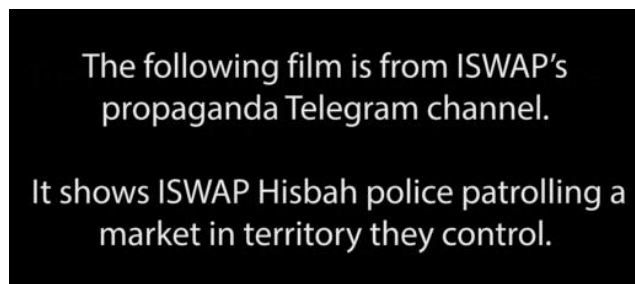 The following film is from ISWAP's
propaganda Telegram channel.
It shows ISWAP Hisbah police patrolling a
market in territory they control.